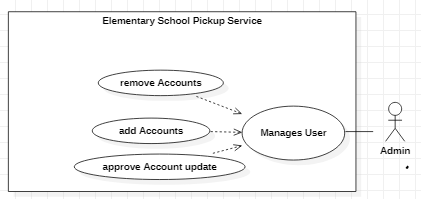 Elementary School Pickup Service
remove Accounts
add Accounts
Manages User
approve Account update
Admin